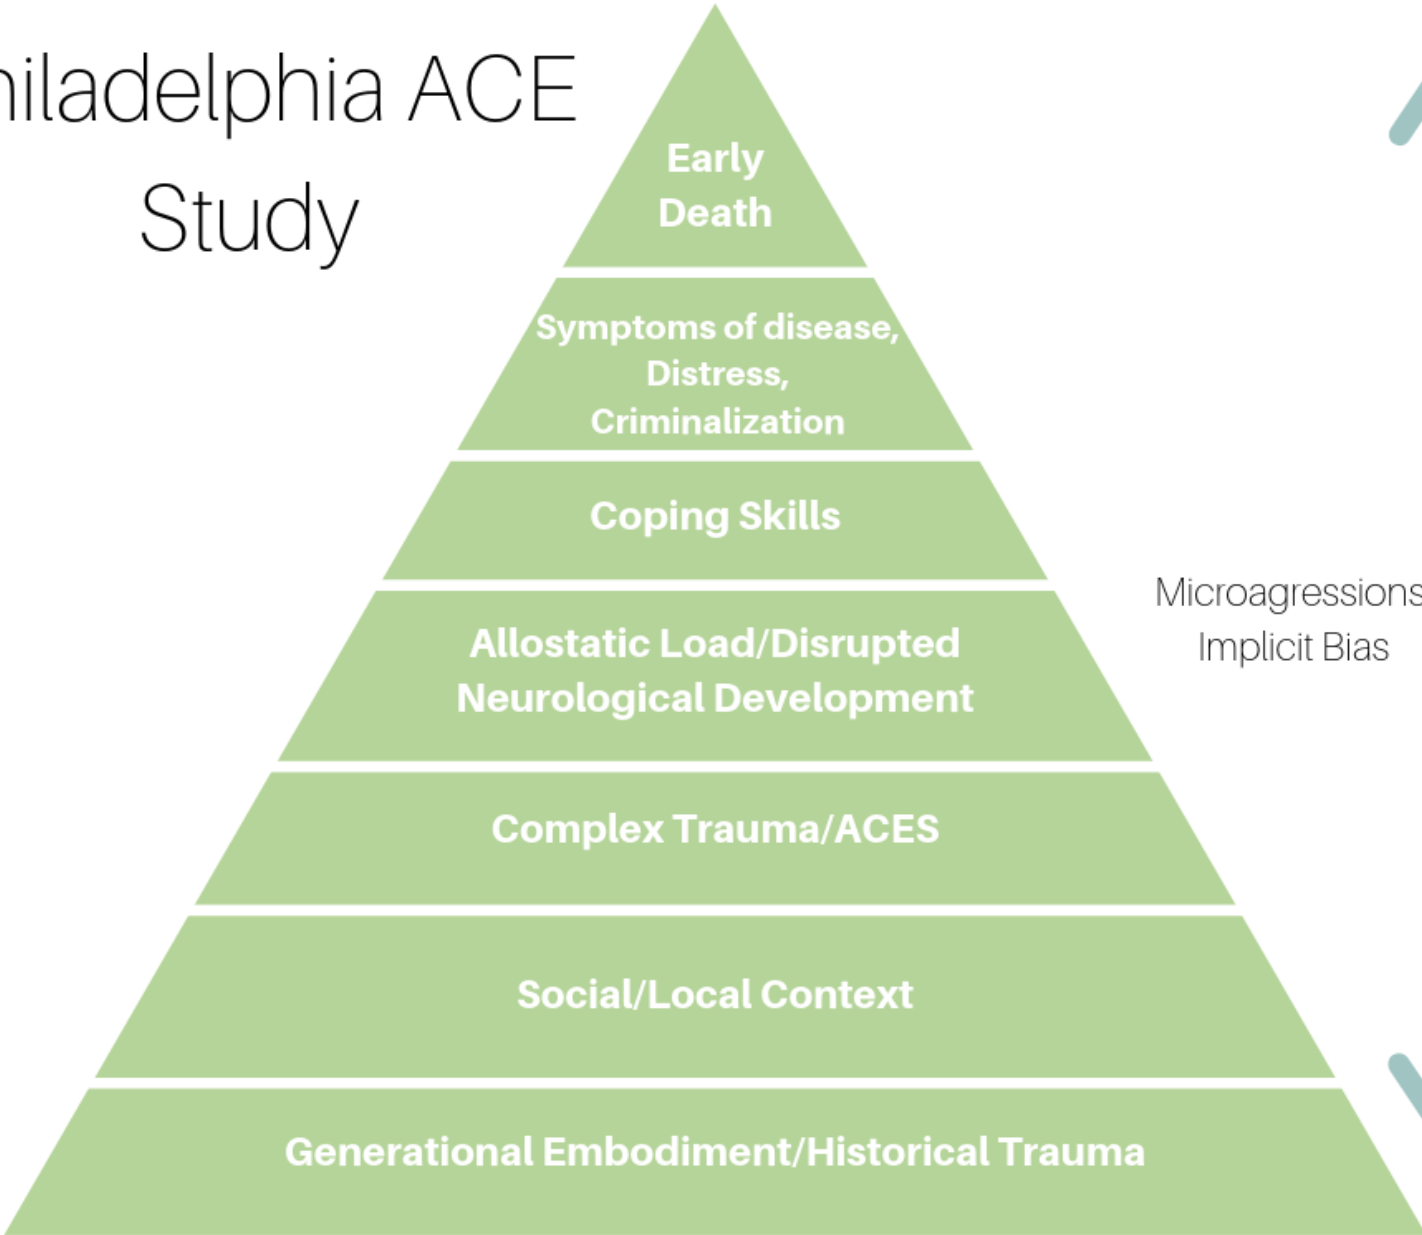 hiladelphia ACE
Study
Early
Death
Symptoms of disease,
Distress,
Criminalization
Coping Skills
Allostatic Load/Disrupted
Neurological Development
Microagressions
Implicit Bias
Complex Trauma/ACES
Social/Local Context
Generational Embodiment/Historical Trauma